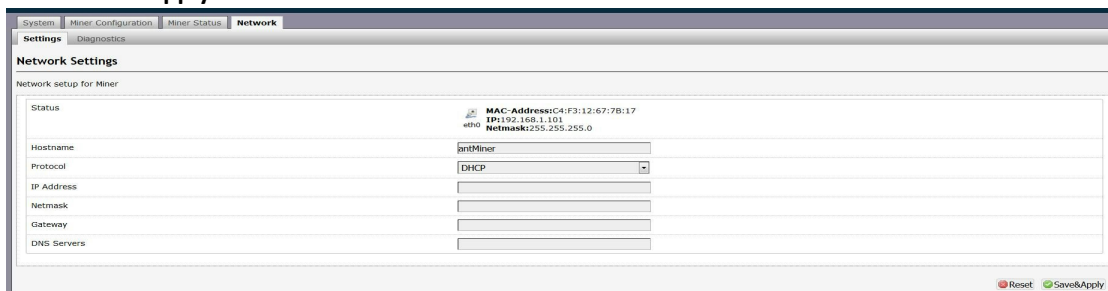 System Miner Configuration Miner Status Network
Settings Diagnostics
Network Settings
Network setup for Miner
Status
MAC-Address:C4:F3:12:67:7B:17
IP:192.168.1.101
Netmask:255.255.255.0
eth0
Hostname antMiner
Protocol DHCP
IP Address
Netmask
Gateway
DNS Servers
Reset Save&Apply